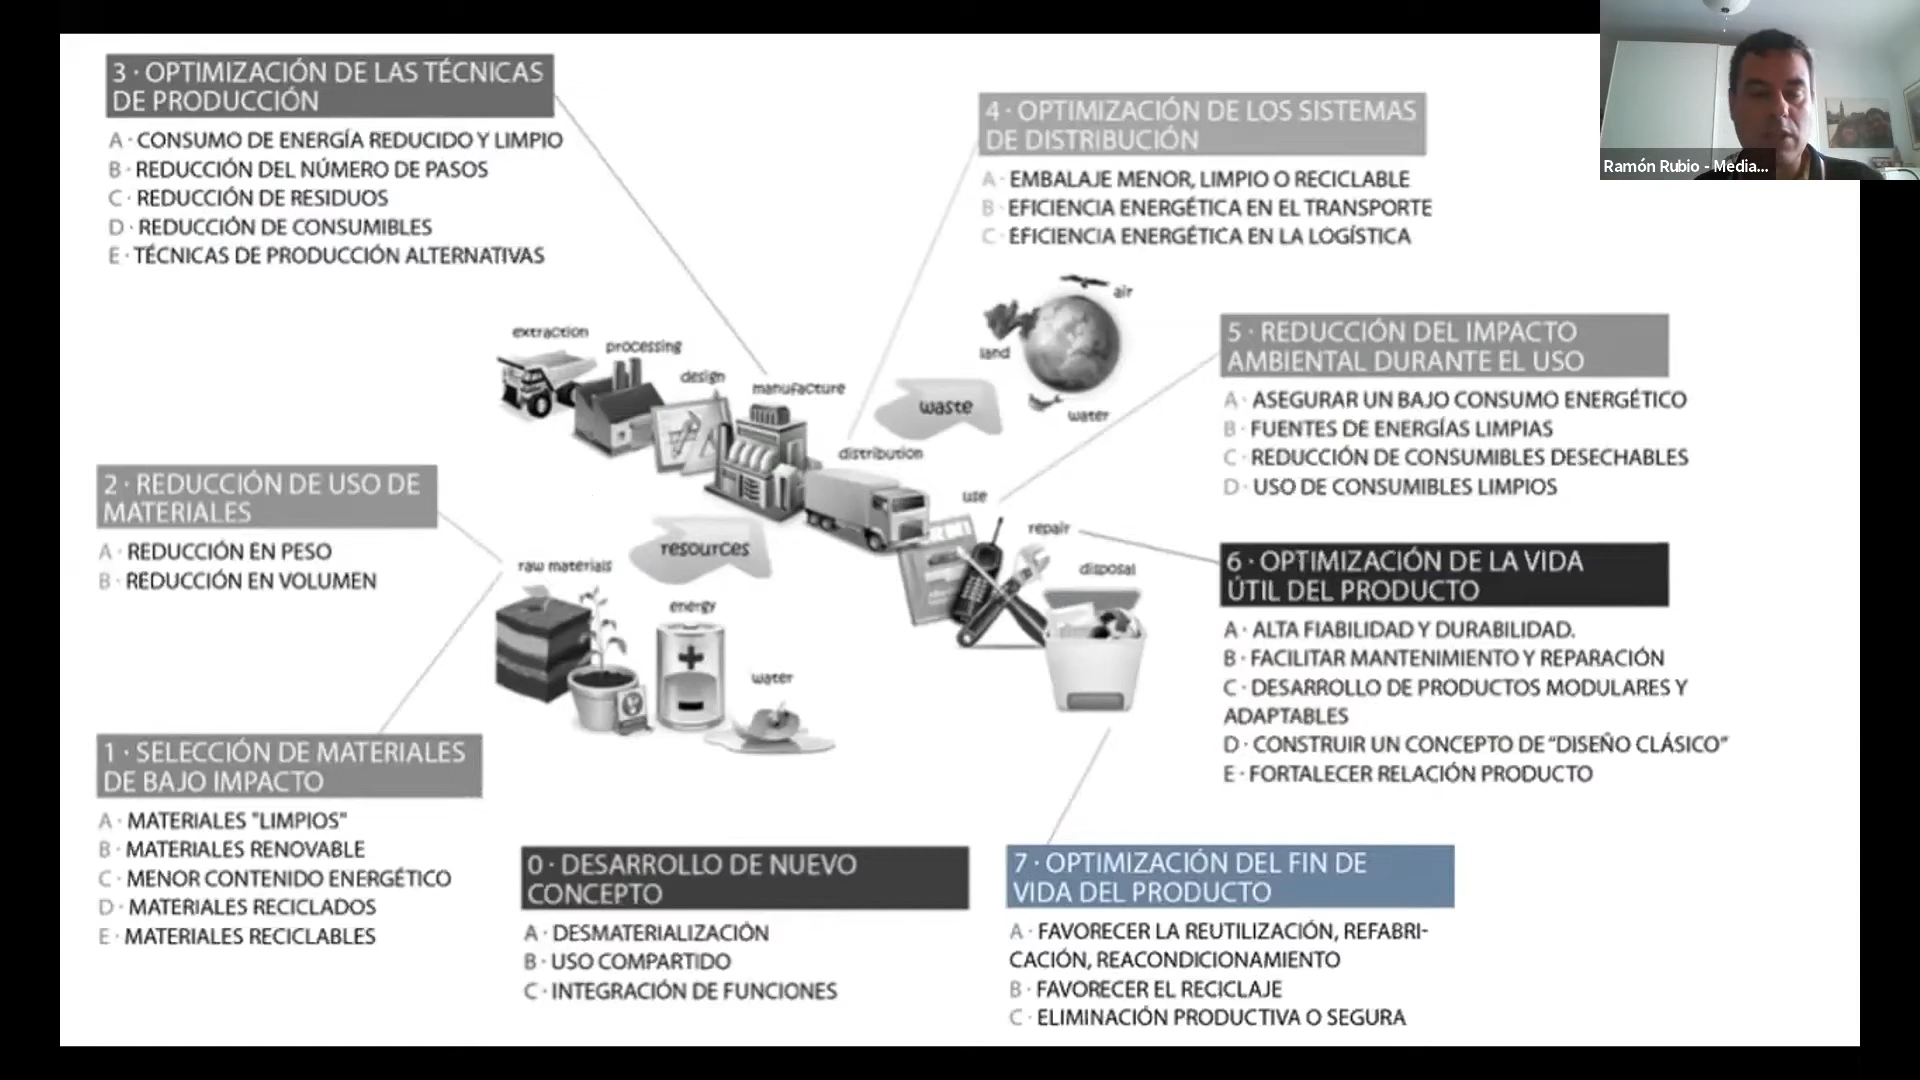 3 · OPTIMIZACIÓN DE LAS TÉCNICAS
DE PRODUCCIÓN
A · CONSUMO DE ENERGÍA REDUCIDO Y LIMPIO
B · REDUCCIÓN DEL NÚMERO DE PASOS
C · REDUCCIÓN DE RESIDUOS
D · REDUCCIÓN DE CONSUMIBLES
E · TÉCNICAS DE PRODUCCIÓN ALTERNATIVAS
4 · OPTIMIZACIÓN DE LOS SISTEMAS
DE DISTRIBUCIÓN
A · EMBALAJE MENOR, LIMPIO O RECICLABLE
B · EFICIENCIA ENERGÉTICA EN EL TRANSPORTE
C · EFICIENCIA ENERGÉTICA EN LA LOGÍSTICA
Ramón Rubio - Media...
extraction
processing
design
manufacture
distribution
use
repair
disposal
waste
air
land
water
resources
raw materials
energy
water
5 · REDUCCIÓN DEL IMPACTO
AMBIENTAL DURANTE EL USO
A · ASEGURAR UN BAJO CONSUMO ENERGÉTICO
B · FUENTES DE ENERGÍAS LIMPIAS
C · REDUCCIÓN DE CONSUMIBLES DESECHABLES
D · USO DE CONSUMIBLES LIMPIOS
2 · REDUCCIÓN DE USO DE
MATERIALES
A · REDUCCIÓN EN PESO
B · REDUCCIÓN EN VOLUMEN
6 · OPTIMIZACIÓN DE LA VIDA
ÚTIL DEL PRODUCTO
A · ALTA FIABILIDAD Y DURABILIDAD.
B · FACILITAR MANTENIMIENTO Y REPARACIÓN
C · DESARROLLO DE PRODUCTOS MODULARES Y
ADAPTABLES
D · CONSTRUIR UN CONCEPTO DE “DISEÑO CLÁSICO”
E · FORTALECER RELACIÓN PRODUCTO
1 · SELECCIÓN DE MATERIALES
DE BAJO IMPACTO
A · MATERIALES "LIMPIOS"
B · MATERIALES RENOVABLE
C · MENOR CONTENIDO ENERGÉTICO
D · MATERIALES RECICLADOS
E · MATERIALES RECICLABLES
0 · DESARROLLO DE NUEVO
CONCEPTO
A · DESMATERIALIZACIÓN
B · USO COMPARTIDO
C · INTEGRACIÓN DE FUNCIONES
7 · OPTIMIZACIÓN DEL FIN DE
VIDA DEL PRODUCTO
A · FAVORECER LA REUTILIZACIÓN, REFABRI-
CACIÓN, REACONDICIONAMIENTO
B · FAVORECER EL RECICLAJE
C · ELIMINACIÓN PRODUCTIVA O SEGURA